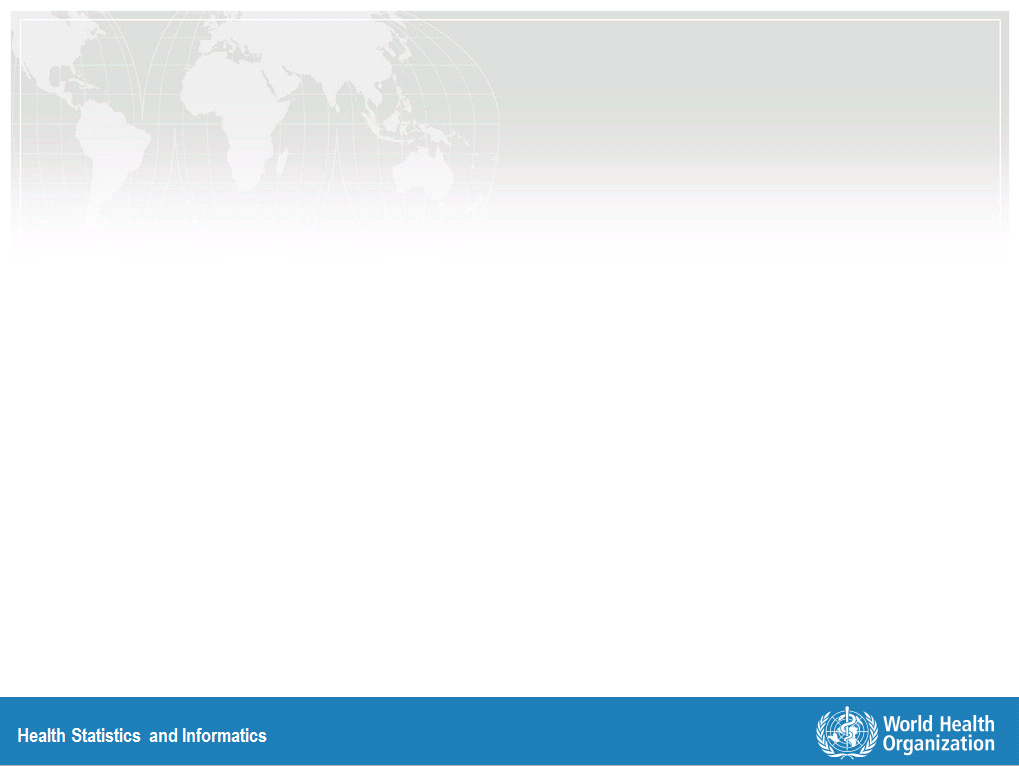 Health Statistics and Informatics
World Health
Organization